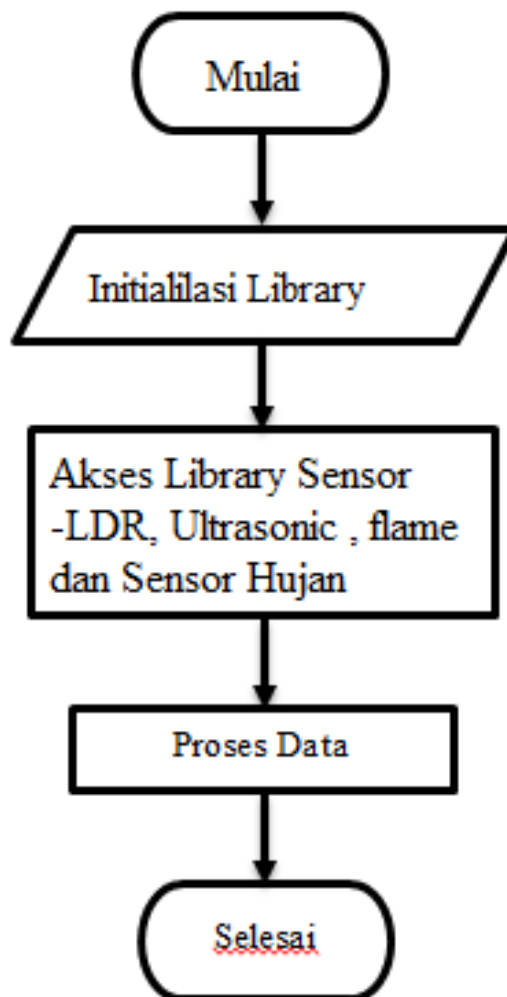 Mulai
Initialilasi Library
Akses Library Sensor
-LDR, Ultrasonic , flame
dan Sensor Hujan
Proses Data
Selesai